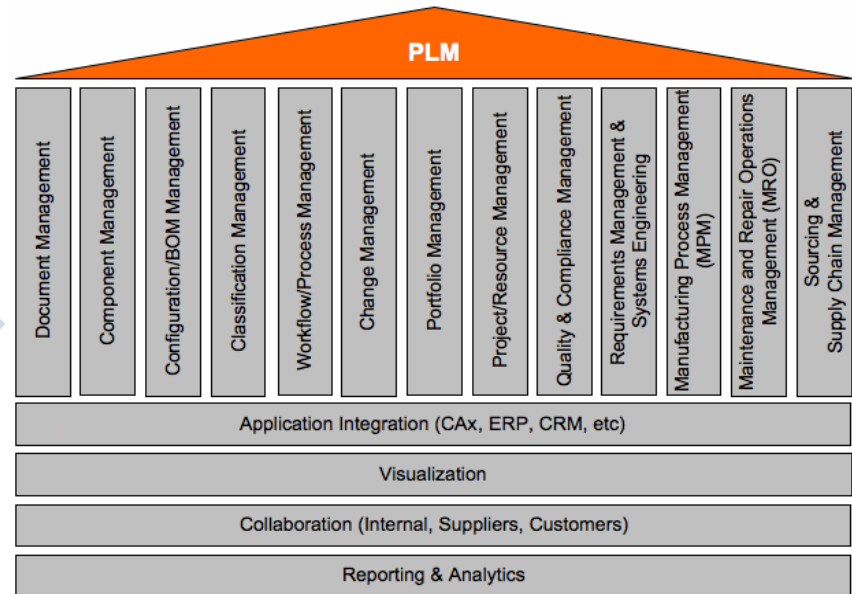 PLM
Document Management
Component Management
Configuration/BOM Management
Classification Management
Workflow/Process Management
Change Management
Portfolio Management
Project/Resource Management
Quality & Compliance Management
Requirements Management &
Systems Engineering
Manufacturing Process Management
(MPM)
Maintenance and Repair Operations
Management (MRO)
Sourcing &
Supply Chain Management
Application Integration (CAx, ERP, CRM, etc)
Visualization
Collaboration (Internal, Suppliers, Customers)
Reporting & Analytics